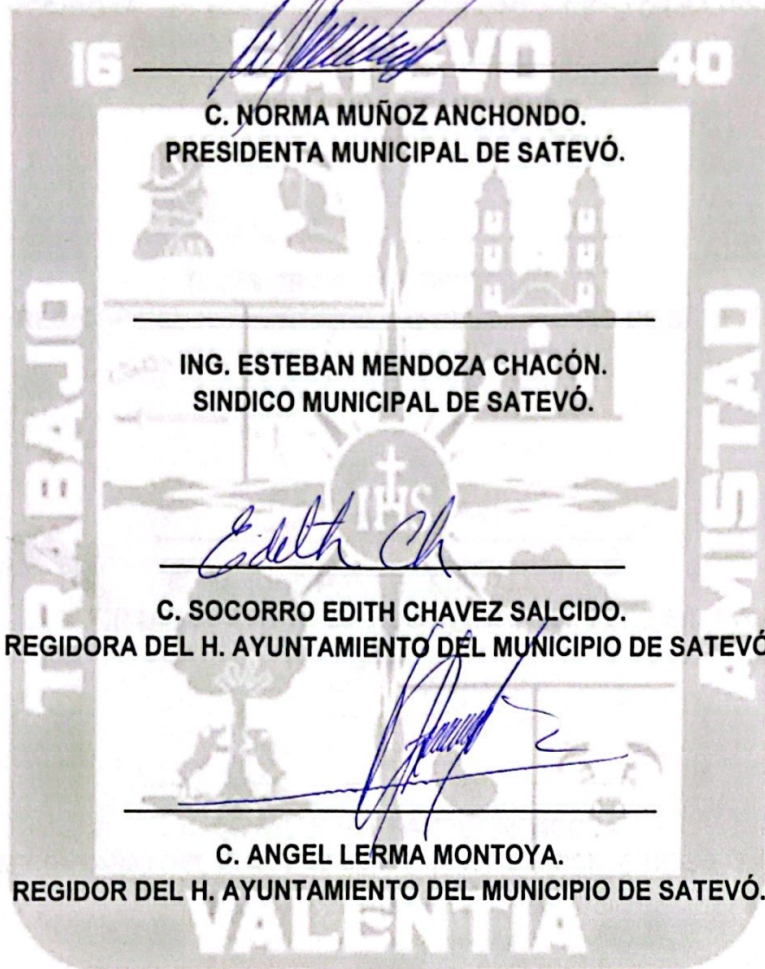 16 SATEVO 40
C. NORMA MUÑOZ ANCHONDO.
PRESIDENTA MUNICIPAL DE SATEVÓ.
ING. ESTEBAN MENDOZA CHACÓN.
SINDICO MUNICIPAL DE SATEVÓ.
TRABAJO
AMISTAD
IHS
Edith Ch
C. SOCORRO EDITH CHAVEZ SALCIDO.
REGIDORA DEL H. AYUNTAMIENTO DEL MUNICIPIO DE SATEVÓ
C. ANGEL LERMA MONTOYA.
REGIDOR DEL H. AYUNTAMIENTO DEL MUNICIPIO DE SATEVÓ.
VALENTIA